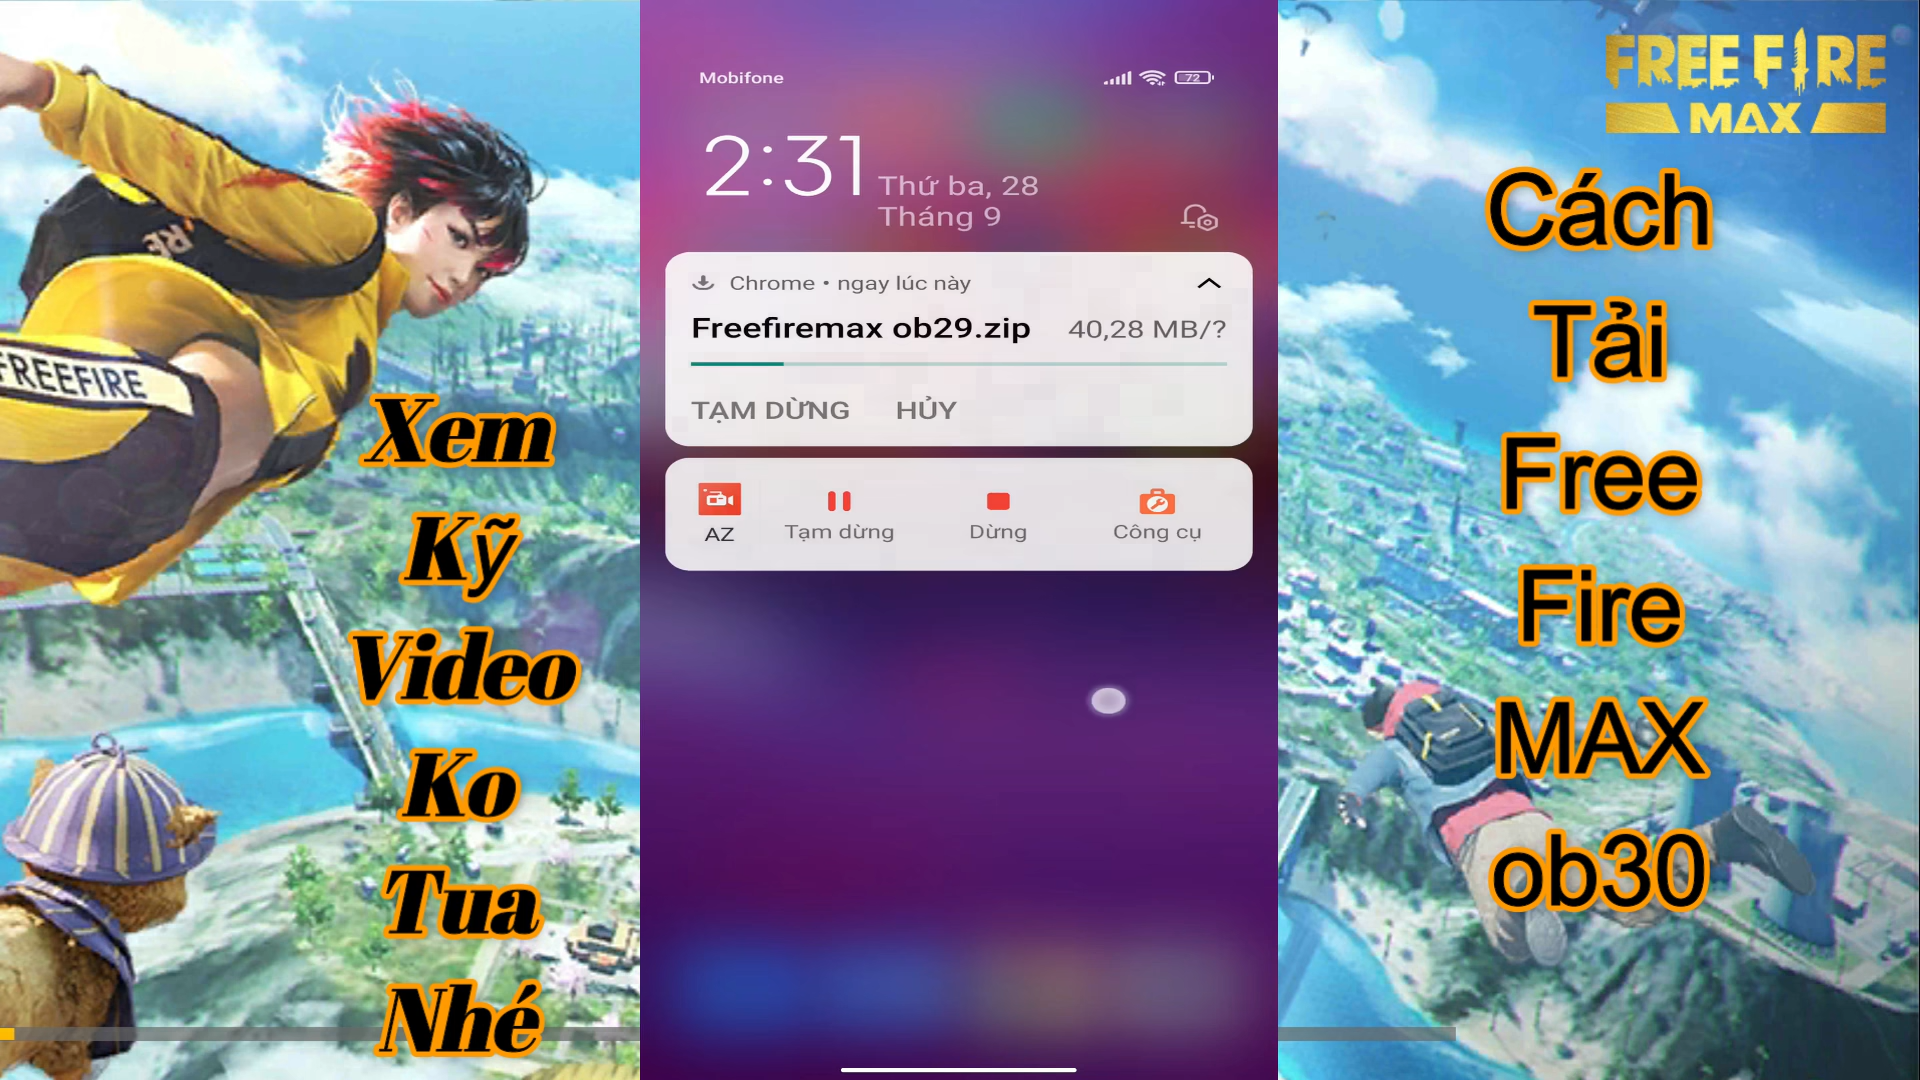 FREEFIRE
Xem
Kỹ
Video
Ko
Tua
Nhé
Mobifone
72
2:31
Thứ ba, 28
Tháng 9
Chrome • ngay lúc này
Freefiremax ob29.zip 40,28 MB/?
TẠM DỪNG HỦY
AZ Tạm dừng Dừng Công cụ
FREE FIRE
MAX
Cách
Tải
Free
Fire
MAX
ob30